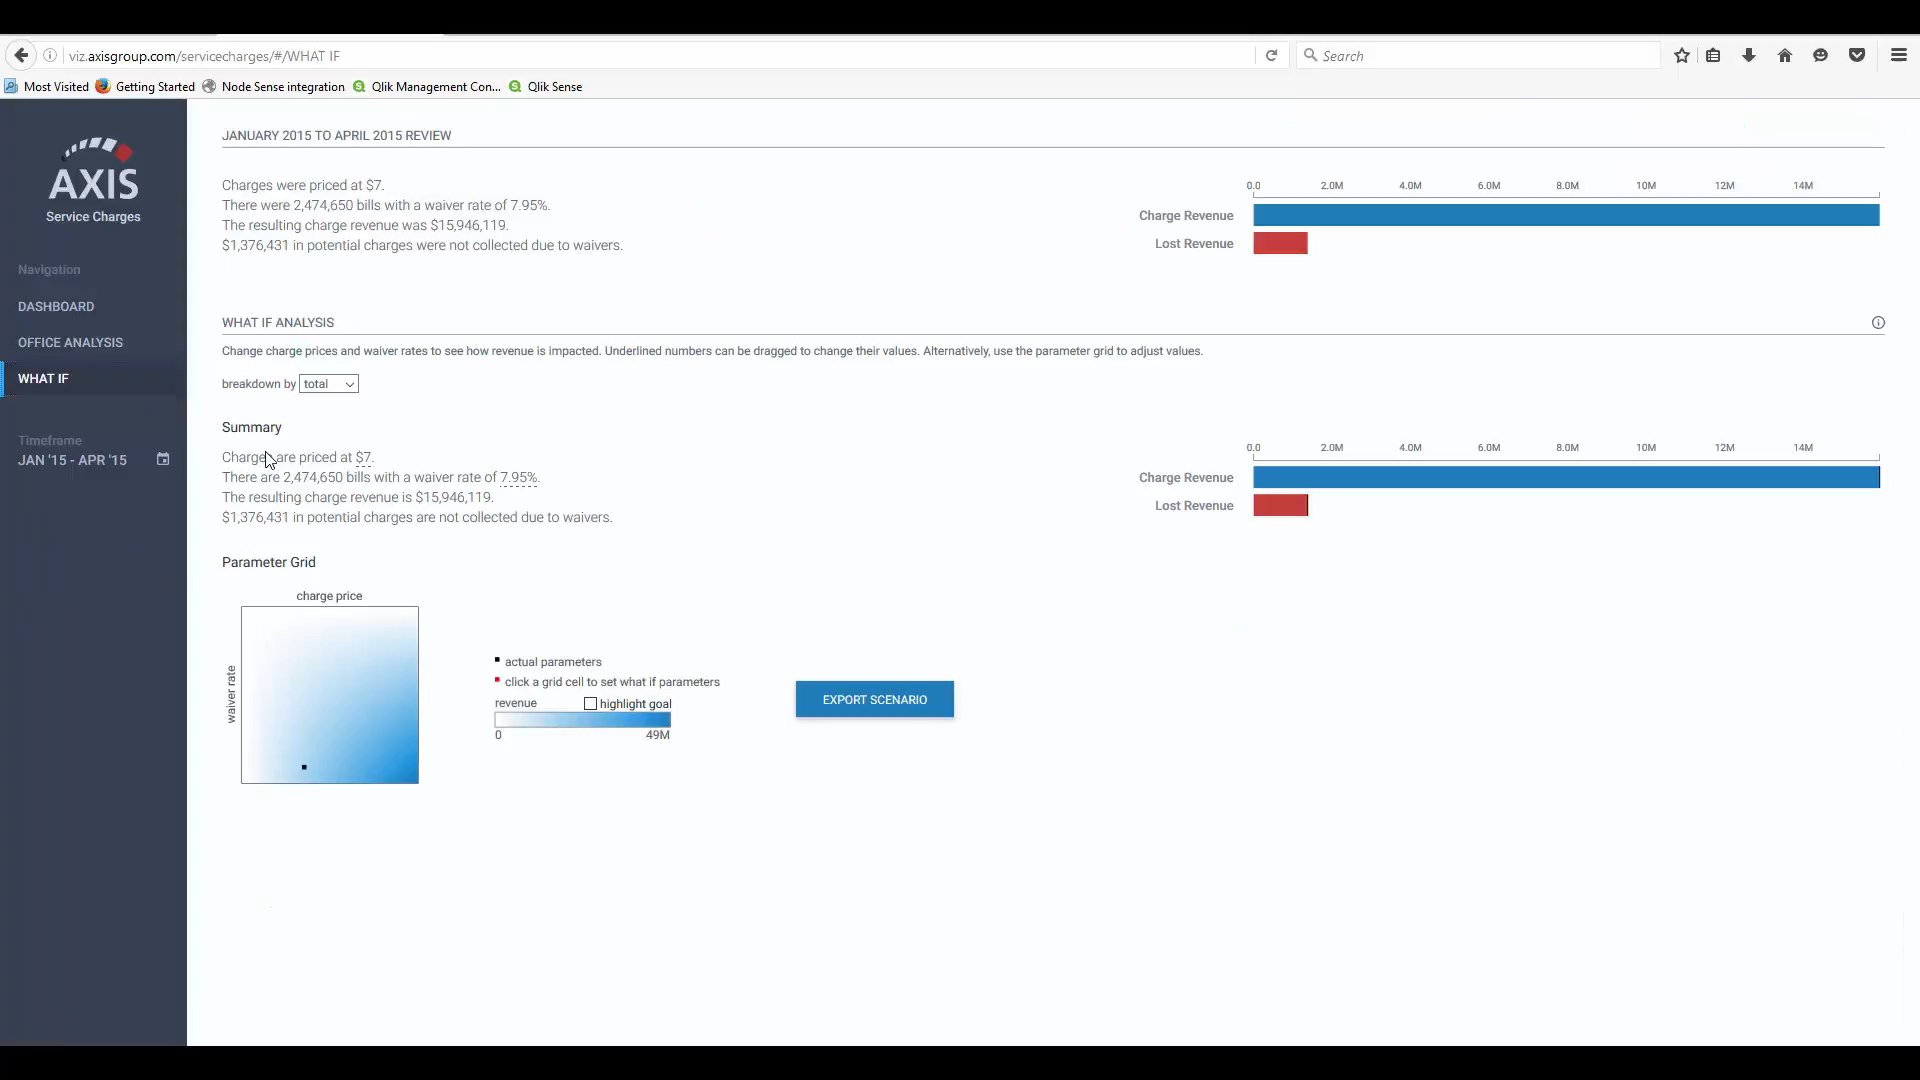 viz.axisgroup.com/servicecharges/#/WHAT IF
Search
Most Visited
Getting Started
Node Sense integration
Qlik Management Con...
Qlik Sense
AXIS
Service Charges
Navigation
DASHBOARD
OFFICE ANALYSIS
WHAT IF
Timeframe
JAN '15 - APR '15
JANUARY 2015 TO APRIL 2015 REVIEW
Charges were priced at $7.
There were 2,474,650 bills with a waiver rate of 7.95%.
The resulting charge revenue was $15,946,119.
$1,376,431 in potential charges were not collected due to waivers.
0.0 2.0M 4.0M 6.0M 8.0M 10M 12M 14M
Charge Revenue
Lost Revenue
WHAT IF ANALYSIS
Change charge prices and waiver rates to see how revenue is impacted. Underlined numbers can be dragged to change their values. Alternatively, use the parameter grid to adjust values.
breakdown by total
Summary
Charges are priced at $7.
There are 2,474,650 bills with a waiver rate of 7.95%.
The resulting charge revenue is $15,946,119.
$1,376,431 in potential charges are not collected due to waivers.
0.0 2.0M 4.0M 6.0M 8.0M 10M 12M 14M
Charge Revenue
Lost Revenue
Parameter Grid
charge price
waiver rate
actual parameters
click a grid cell to set what if parameters
revenue highlight goal
0 49M
EXPORT SCENARIO